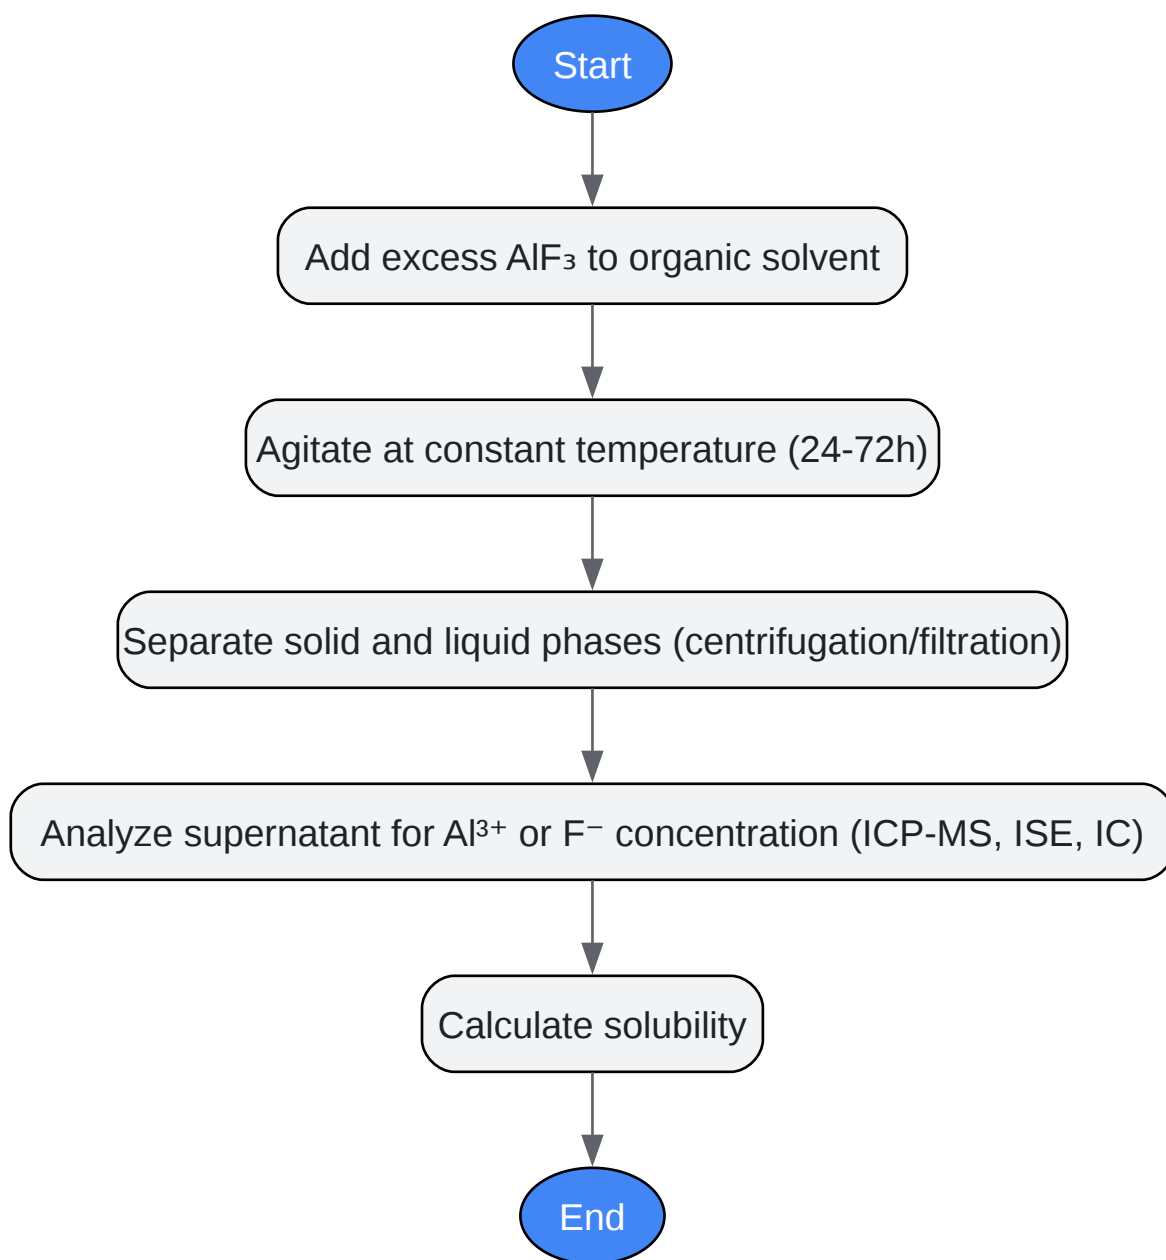 Start
Add excess AlF₃ to organic solvent
Agitate at constant temperature (24-72h)
Separate solid and liquid phases (centrifugation/filtration)
Analyze supernatant for Al³⁺ or F⁻ concentration (ICP-MS, ISE, IC)
Calculate solubility
End